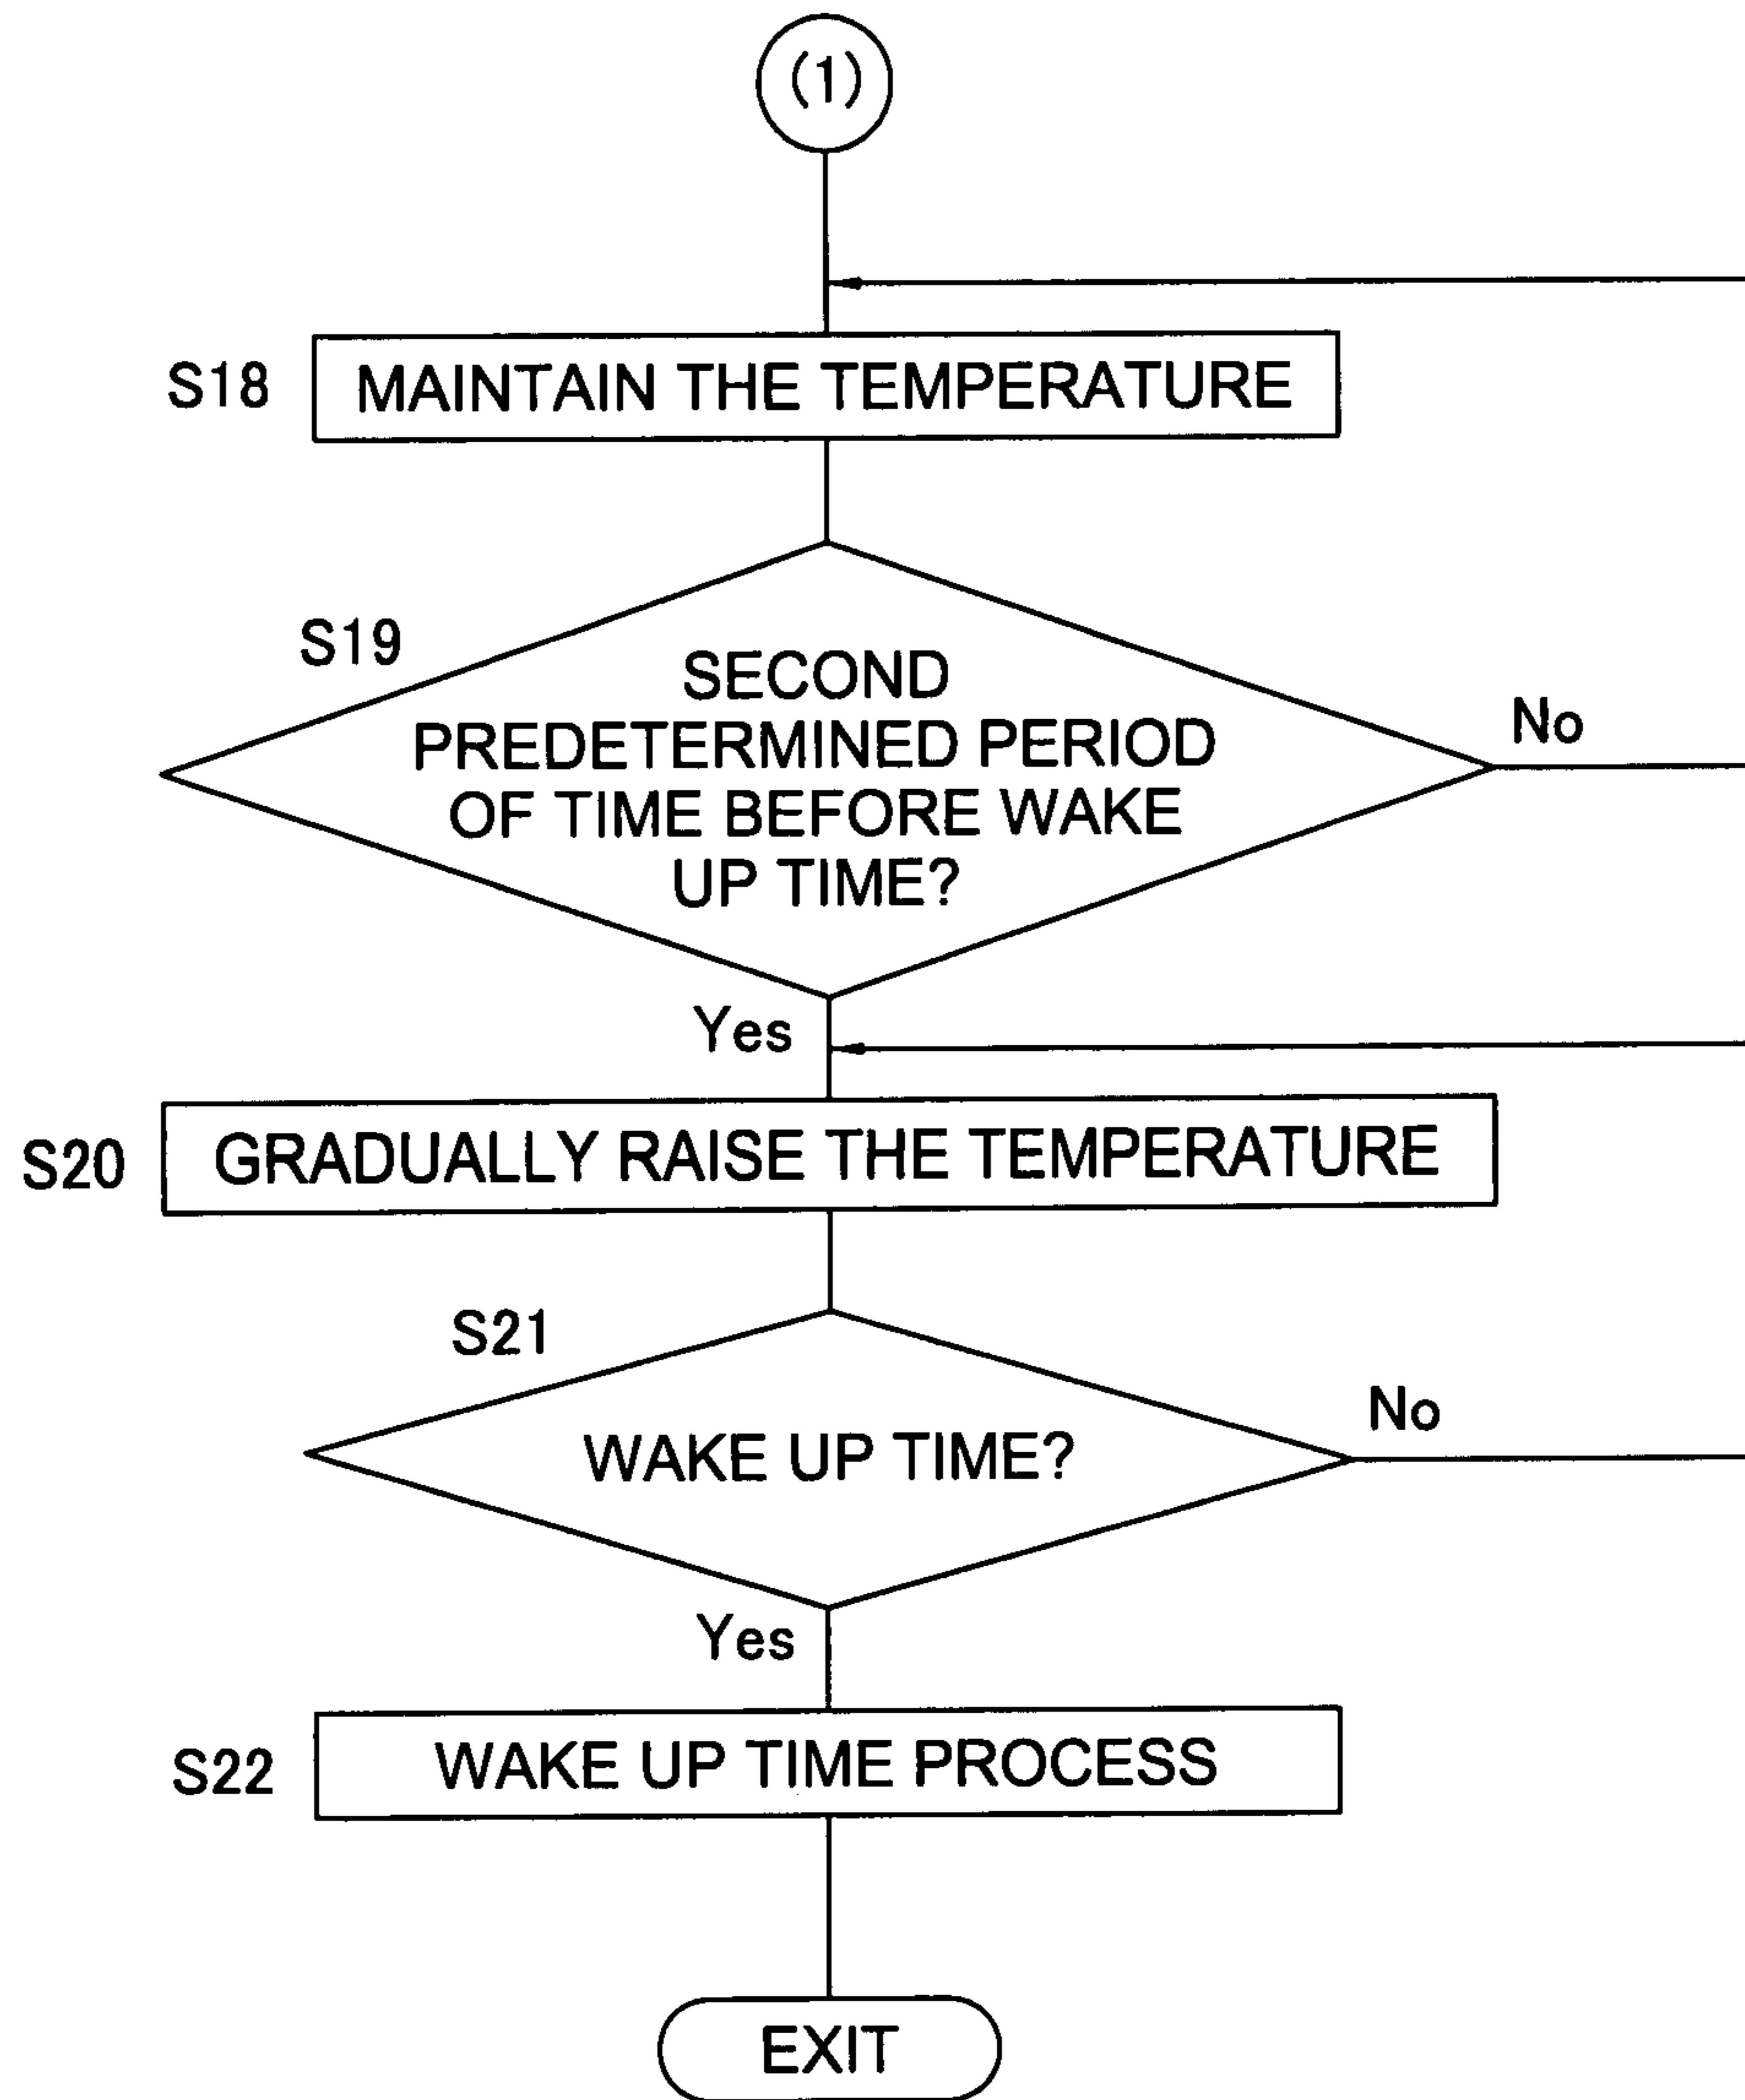 (1)
S18
MAINTAIN THE TEMPERATURE
S19
SECOND
PREDETERMINED PERIOD
OF TIME BEFORE WAKE
UP TIME?
No
Yes
S20
GRADUALLY RAISE THE TEMPERATURE
S21
WAKE UP TIME?
No
Yes
S22
WAKE UP TIME PROCESS
EXIT